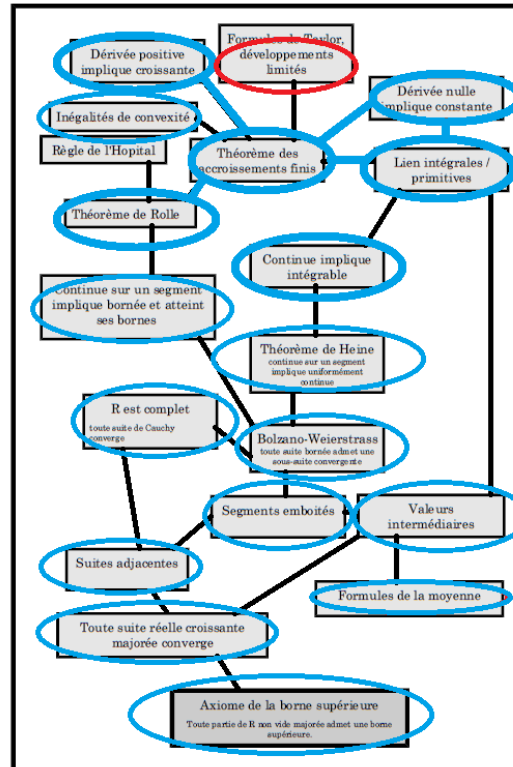 Formules de Taylor,
développements
limités
Dérivée positive
implique croissante
Dérivée nulle
implique constante
Inégalités de convexité
Règle de l'Hopital
Théorème des
accroissements finis
Lien intégrales /
primitives
Théorème de Rolle
Continue implique
intégrable
Continue sur un segment
implique bornée et atteint
ses bornes
Théorème de Heine
continue sur un segment
implique uniformément
continue
R est complet
toute suite de Cauchy
converge
Bolzano-Weierstrass
toute suite bornée admet une
sous-suite convergente
Segments emboités
Valeurs
intermédiaires
Suites adjacentes
Formules de la moyenne
Toute suite réelle croissante
majorée converge
Axiome de la borne supérieure
Toute partie de R non vide majorée admet une borne
supérieure.